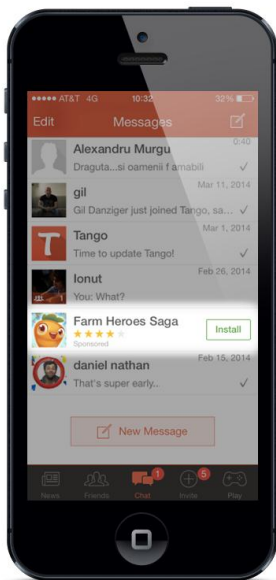 AT&T 4G 10:32 32%
Edit Messages
Alexandru Murgu 0:40
Draguta...si oamenii f amabili
gil Mar 11, 2014
Gil Danziger just joined Tango, sa...
Tango Mar 1, 2014
Time to update Tango!
Ionut Feb 26, 2014
You: What?
Farm Heroes Saga
Install
Sponsored
daniel nathan Feb 15, 2014
That's super early..
New Message
1 5
News Friends Chat Invite Play